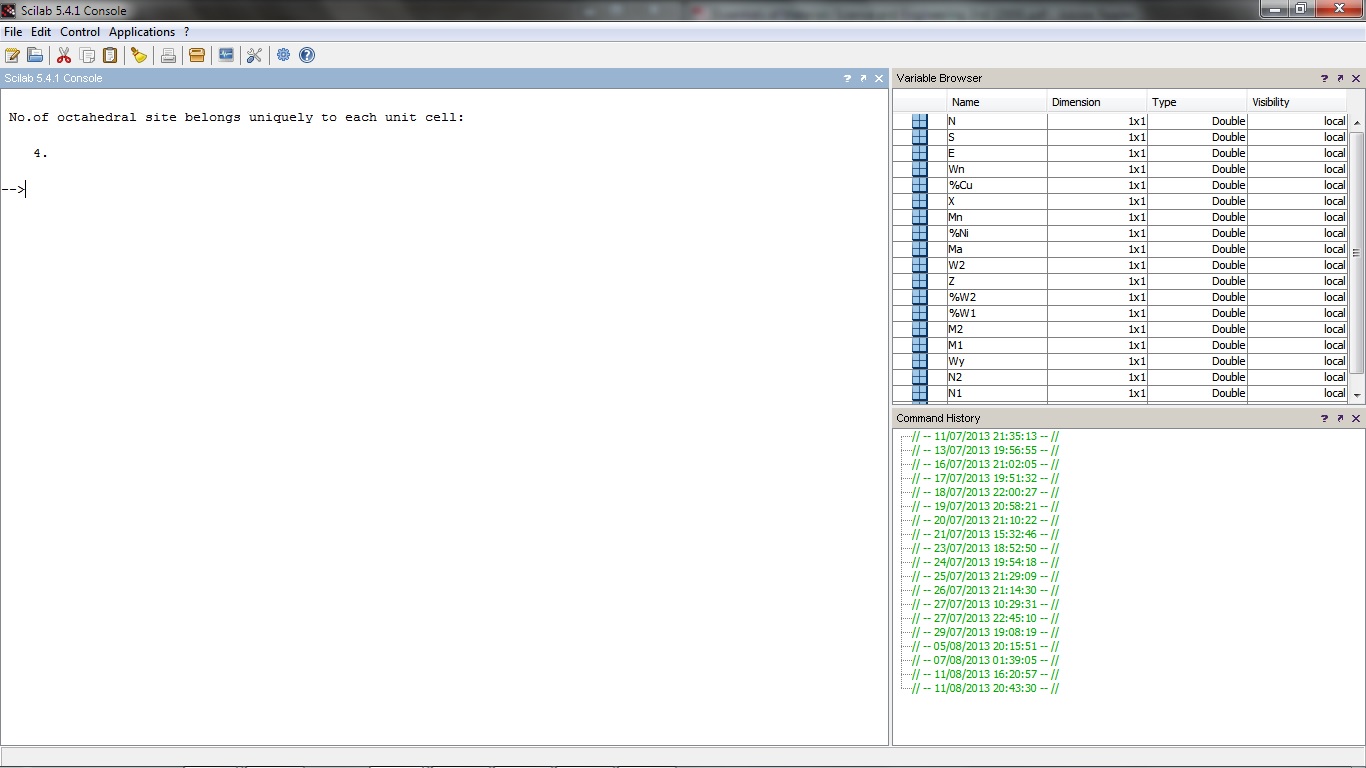 Scilab 5.4.1 Console
File Edit Control Applications ?
Scilab 5.4.1 Console ? 
No.of octahedral site belongs uniquely to each unit cell:
4.
-->
Variable Browser ?
Name Dimension Type Visibility
N 1x1 Double local
S 1x1 Double local
E 1x1 Double local
Wn 1x1 Double local
%Cu 1x1 Double local
X 1x1 Double local
Mn 1x1 Double local
%Ni 1x1 Double local
Ma 1x1 Double local
W2 1x1 Double local
Z 1x1 Double local
%W2 1x1 Double local
%W1 1x1 Double local
M2 1x1 Double local
M1 1x1 Double local
Wy 1x1 Double local
N2 1x1 Double local
N1 1x1 Double local
Command History ?
// -- 11/07/2013 21:35:13 -- //
// -- 13/07/2013 19:56:55 -- //
// -- 16/07/2013 21:02:05 -- //
// -- 17/07/2013 19:51:32 -- //
// -- 18/07/2013 22:00:27 -- //
// -- 19/07/2013 20:58:21 -- //
// -- 20/07/2013 21:10:22 -- //
// -- 21/07/2013 15:32:46 -- //
// -- 23/07/2013 18:52:50 -- //
// -- 24/07/2013 19:54:18 -- //
// -- 25/07/2013 21:29:09 -- //
// -- 26/07/2013 21:14:30 -- //
// -- 27/07/2013 10:29:31 -- //
// -- 27/07/2013 22:45:10 -- //
// -- 29/07/2013 19:08:19 -- //
// -- 05/08/2013 20:15:51 -- //
// -- 07/08/2013 01:39:05 -- //
// -- 11/08/2013 16:20:57 -- //
// -- 11/08/2013 20:43:30 -- //